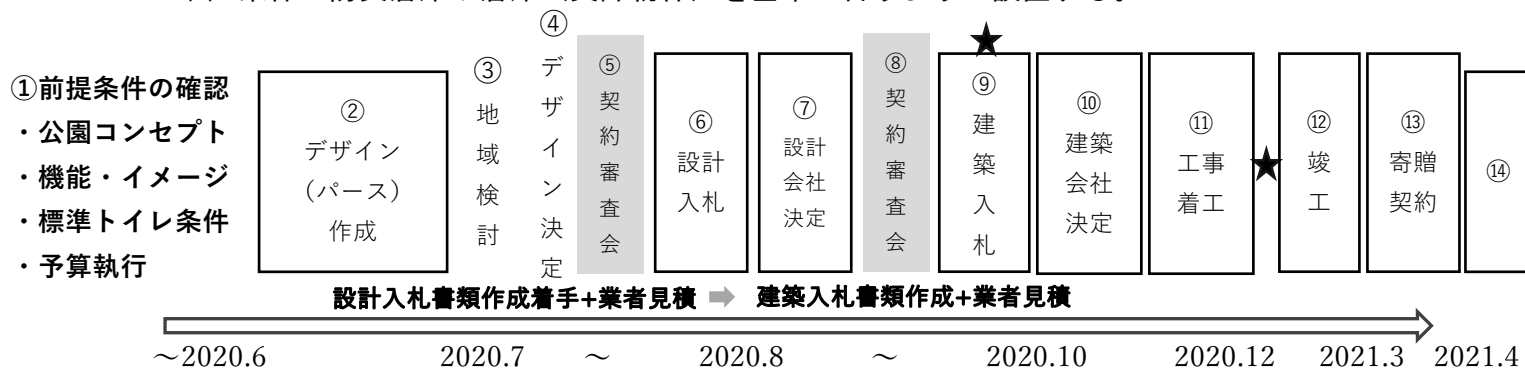 ①前提条件の確認
・公園コンセプト
・機能・イメージ
・標準トイレ条件
・予算執行
②
デザイン
（パース）
作成
③地域検討
④デザイン決定
⑤契約審査会
⑥
設計
入札
⑦
設計
会社
決定
⑧契約審査会
★
⑨建築入札
⑩
建築
会社
決定
⑪
工事
着工
★
⑫
竣
工
⑬
寄贈
契約
⑭
設計入札書類作成着手+業者見積 ➡ 建築入札書類作成+業者見積
～2020.6 2020.7 ～ 2020.8 ～ 2020.10 2020.12 2021.3 2021.4